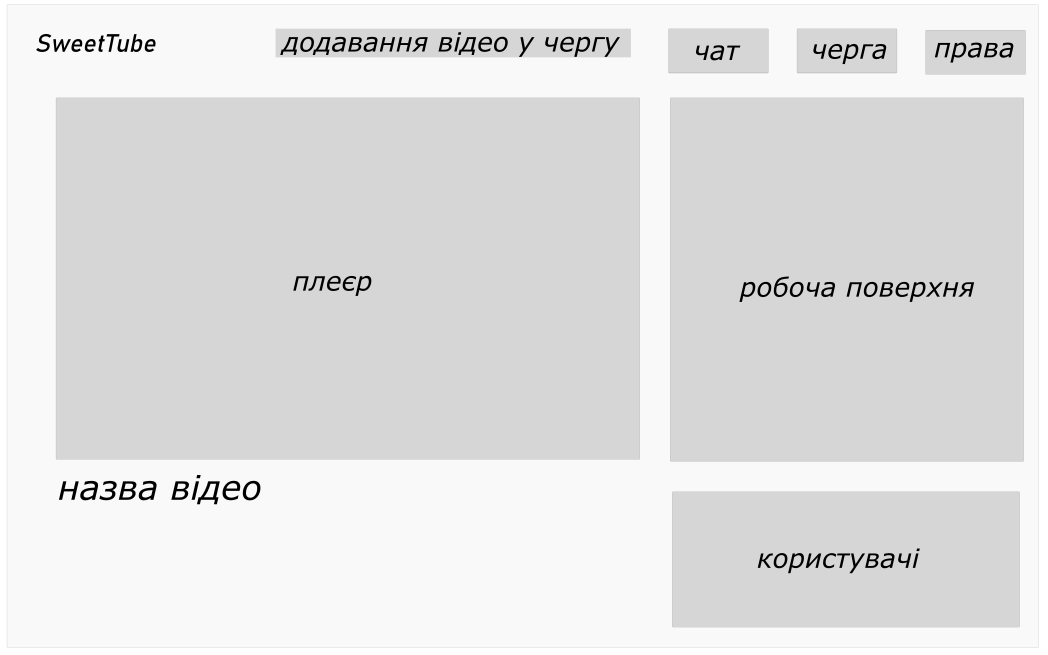 SweetTube
додавання відео у чергу
чат
черга
права
плеєр
робоча поверхня
назва відео
користувачі